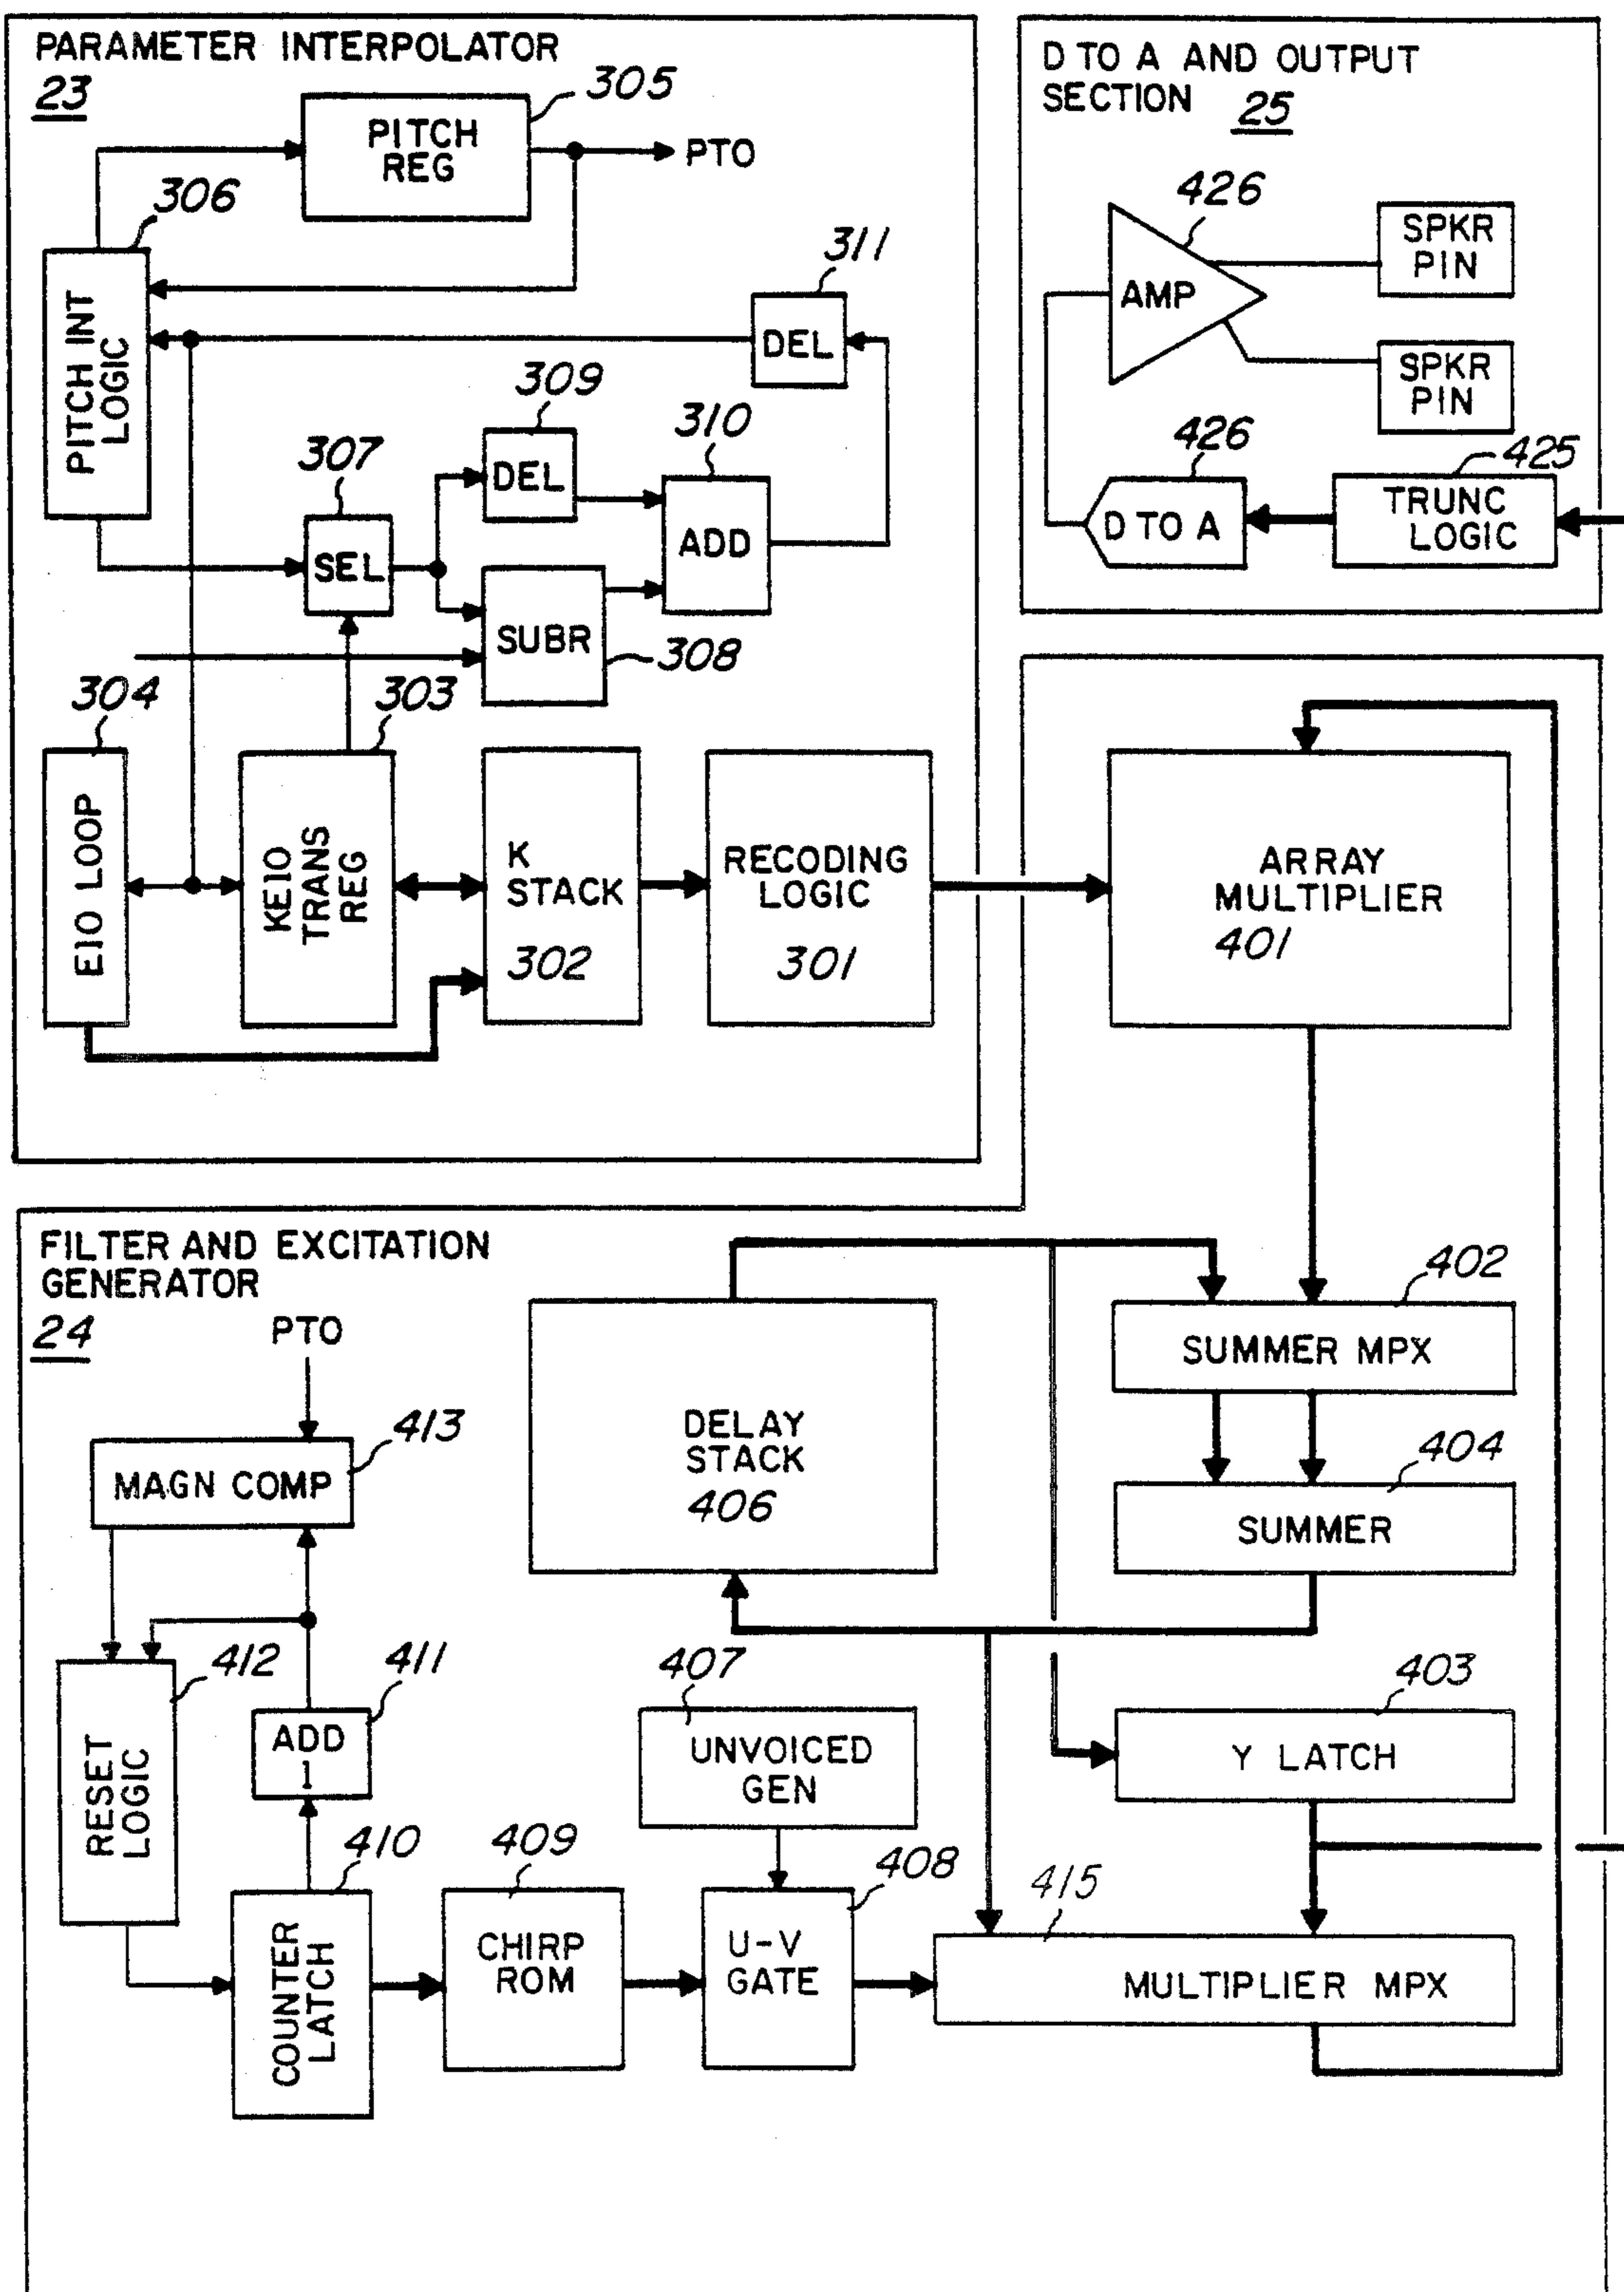 PARAMETER INTERPOLATOR
23
305
PITCH
REG
PTO
306
PITCH INT
LOGIC
311
DEL
309
DEL
310
ADD
307
SEL
SUBR
308
304
E10 LOOP
303
KE10
TRANS
REG
K
STACK
302
RECODING
LOGIC
301
D TO A AND OUTPUT
SECTION 25
426
AMP
SPKR
PIN
SPKR
PIN
426
D TO A
425
TRUNC
LOGIC
ARRAY
MULTIPLIER
401
FILTER AND EXCITATION
GENERATOR
24
PTO
413
MAGN COMP
DELAY
STACK
406
402
SUMMER MPX
404
SUMMER
412
RESET
LOGIC
411
ADD
1
407
UNVOICED
GEN
403
Y LATCH
410
COUNTER
LATCH
409
CHIRP
ROM
408
U-V
GATE
415
MULTIPLIER MPX